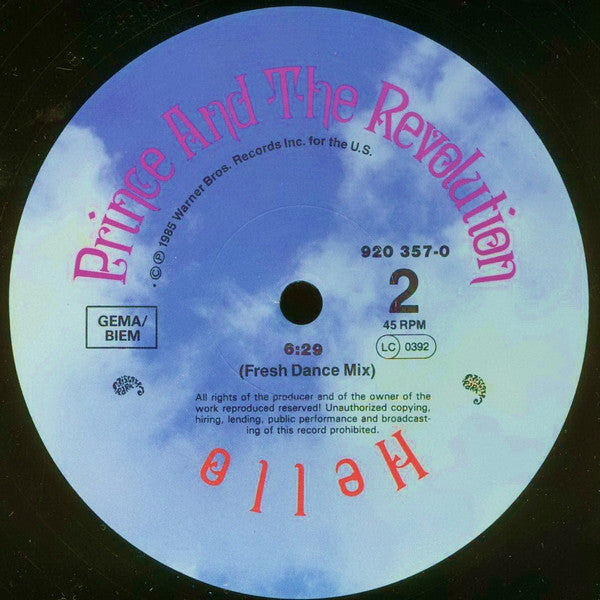 Prince And The Revolution
· © ℗ 1985 Warner Bros. Records Inc. for the U.S.
920 357-0
2
45 RPM
GEMA/
BIEM
LC 0392
6:29
(Fresh Dance Mix)
All rights of the producer and of the owner of the
work reproduced reserved! Unauthorized copying,
hiring, lending, public performance and broadcast-
ing of this record prohibited.
Hello